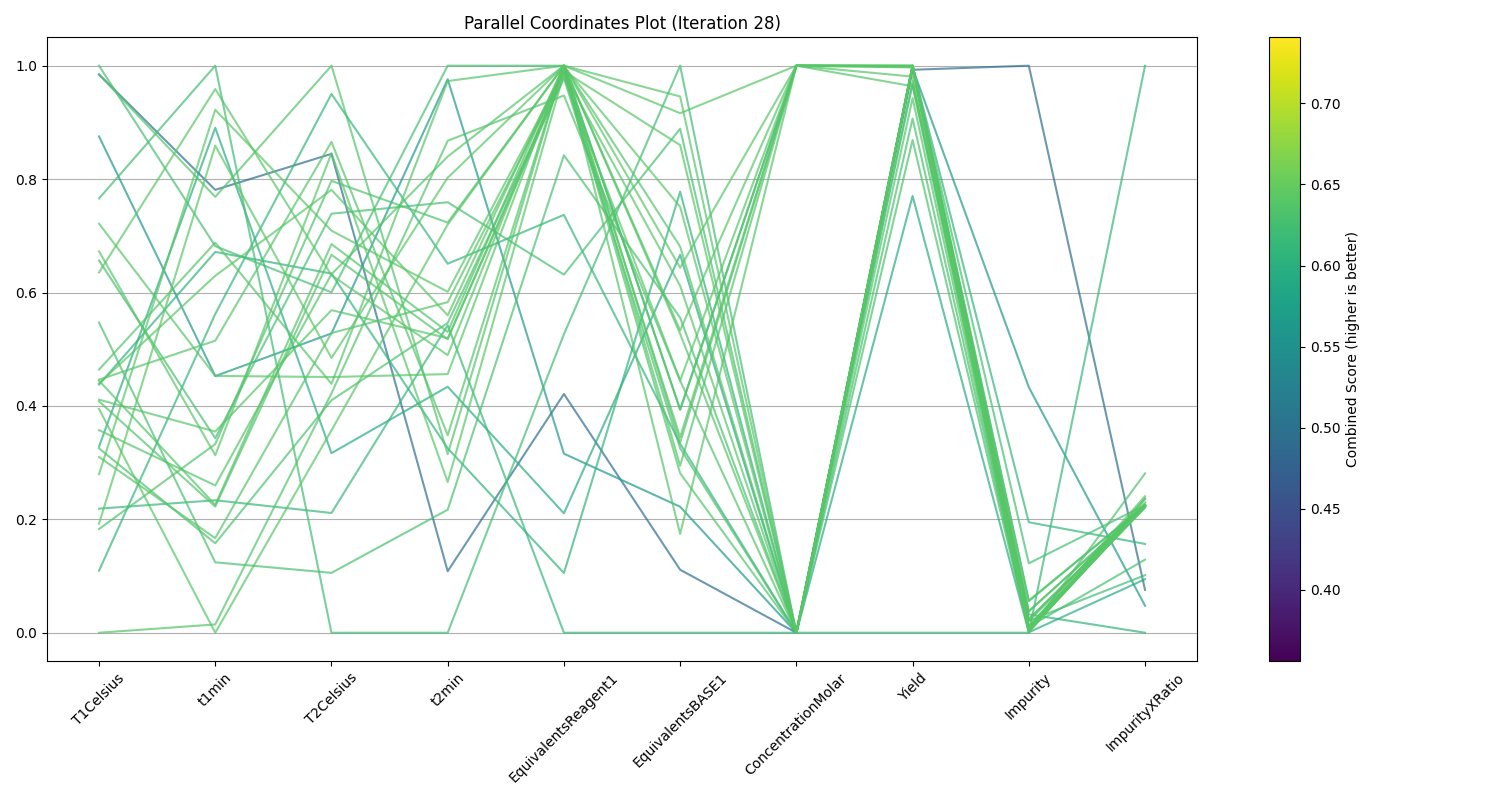 Parallel Coordinates Plot (Iteration 28)
1.0
0.8
0.6
0.4
0.2
0.0
T1Celsius
t1min
T2Celsius
t2min
EquivalentsReagent1
EquivalentsBASE1
ConcentrationMolar
Yield
Impurity
ImpurityXRatio
0.70
0.65
0.60
0.55
0.50
0.45
0.40
Combined Score (higher is better)